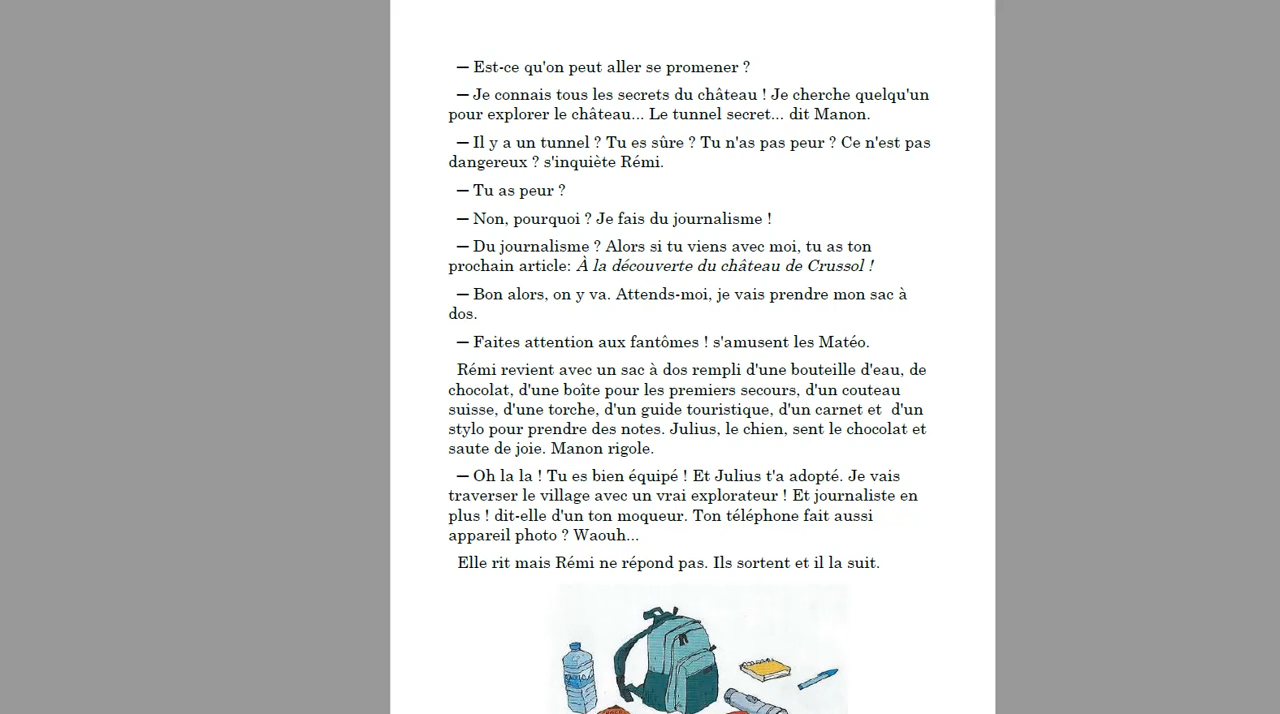 — Est-ce qu'on peut aller se promener ?
— Je connais tous les secrets du château ! Je cherche quelqu'un
pour explorer le château... Le tunnel secret... dit Manon.
— Il y a un tunnel ? Tu es sûre ? Tu n'as pas peur ? Ce n'est pas
dangereux ? s'inquiète Rémi.
— Tu as peur ?
— Non, pourquoi ? Je fais du journalisme !
— Du journalisme ? Alors si tu viens avec moi, tu as ton
prochain article: À la découverte du château de Crussol !
— Bon alors, on y va. Attends-moi, je vais prendre mon sac à
dos.
— Faites attention aux fantômes ! s'amusent les Matéo.
Rémi revient avec un sac à dos rempli d'une bouteille d'eau, de
chocolat, d'une boîte pour les premiers secours, d'un couteau
suisse, d'une torche, d'un guide touristique, d'un carnet et  d'un
stylo pour prendre des notes. Julius, le chien, sent le chocolat et
saute de joie. Manon rigole.
— Oh la la ! Tu es bien équipé ! Et Julius t'a adopté. Je vais
traverser le village avec un vrai explorateur ! Et journaliste en
plus ! dit-elle d'un ton moqueur. Ton téléphone fait aussi
appareil photo ? Waouh...
Elle rit mais Rémi ne répond pas. Ils sortent et il la suit.